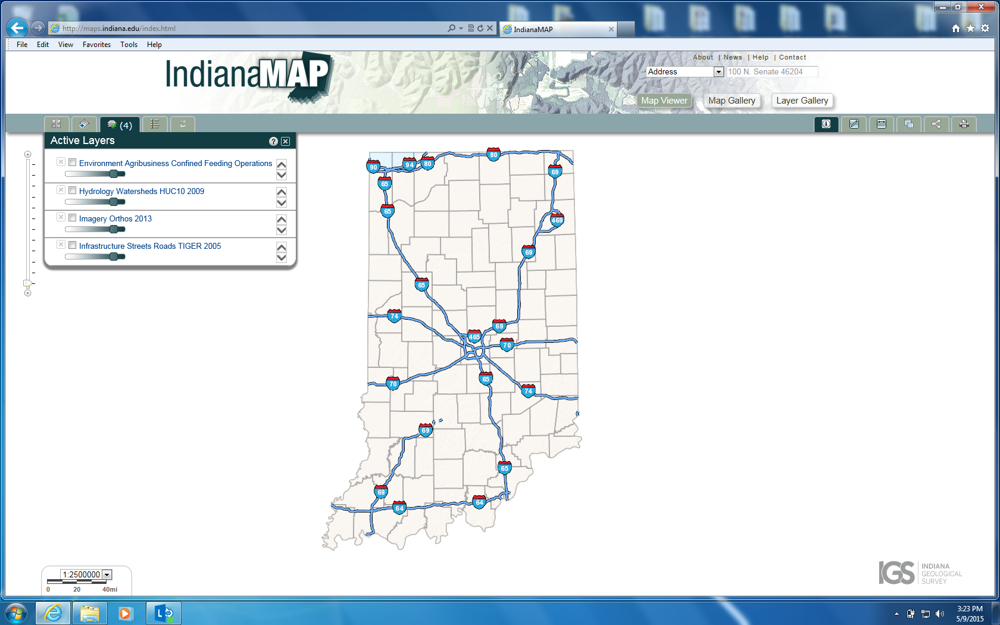 http://maps.indiana.edu/index.html
IndianaMAP
File Edit View Favorites Tools Help
IndianaMAP
About | News | Help | Contact
Address 100 N. Senate 46204
Map Viewer Map Gallery Layer Gallery
(4)
Active Layers ?
Environment Agribusiness Confined Feeding Operations
Hydrology Watersheds HUC10 2009
Imagery Orthos 2013
Infrastructure Streets Roads TIGER 2005
80
90 94 80
69
65
65
469
69
65
74
69
465
70
65
70
74
69
65
69
64
64
1:2500000
0 20 40mi
IGS INDIANA
GEOLOGICAL
SURVEY
3:23 PM
5/9/2015